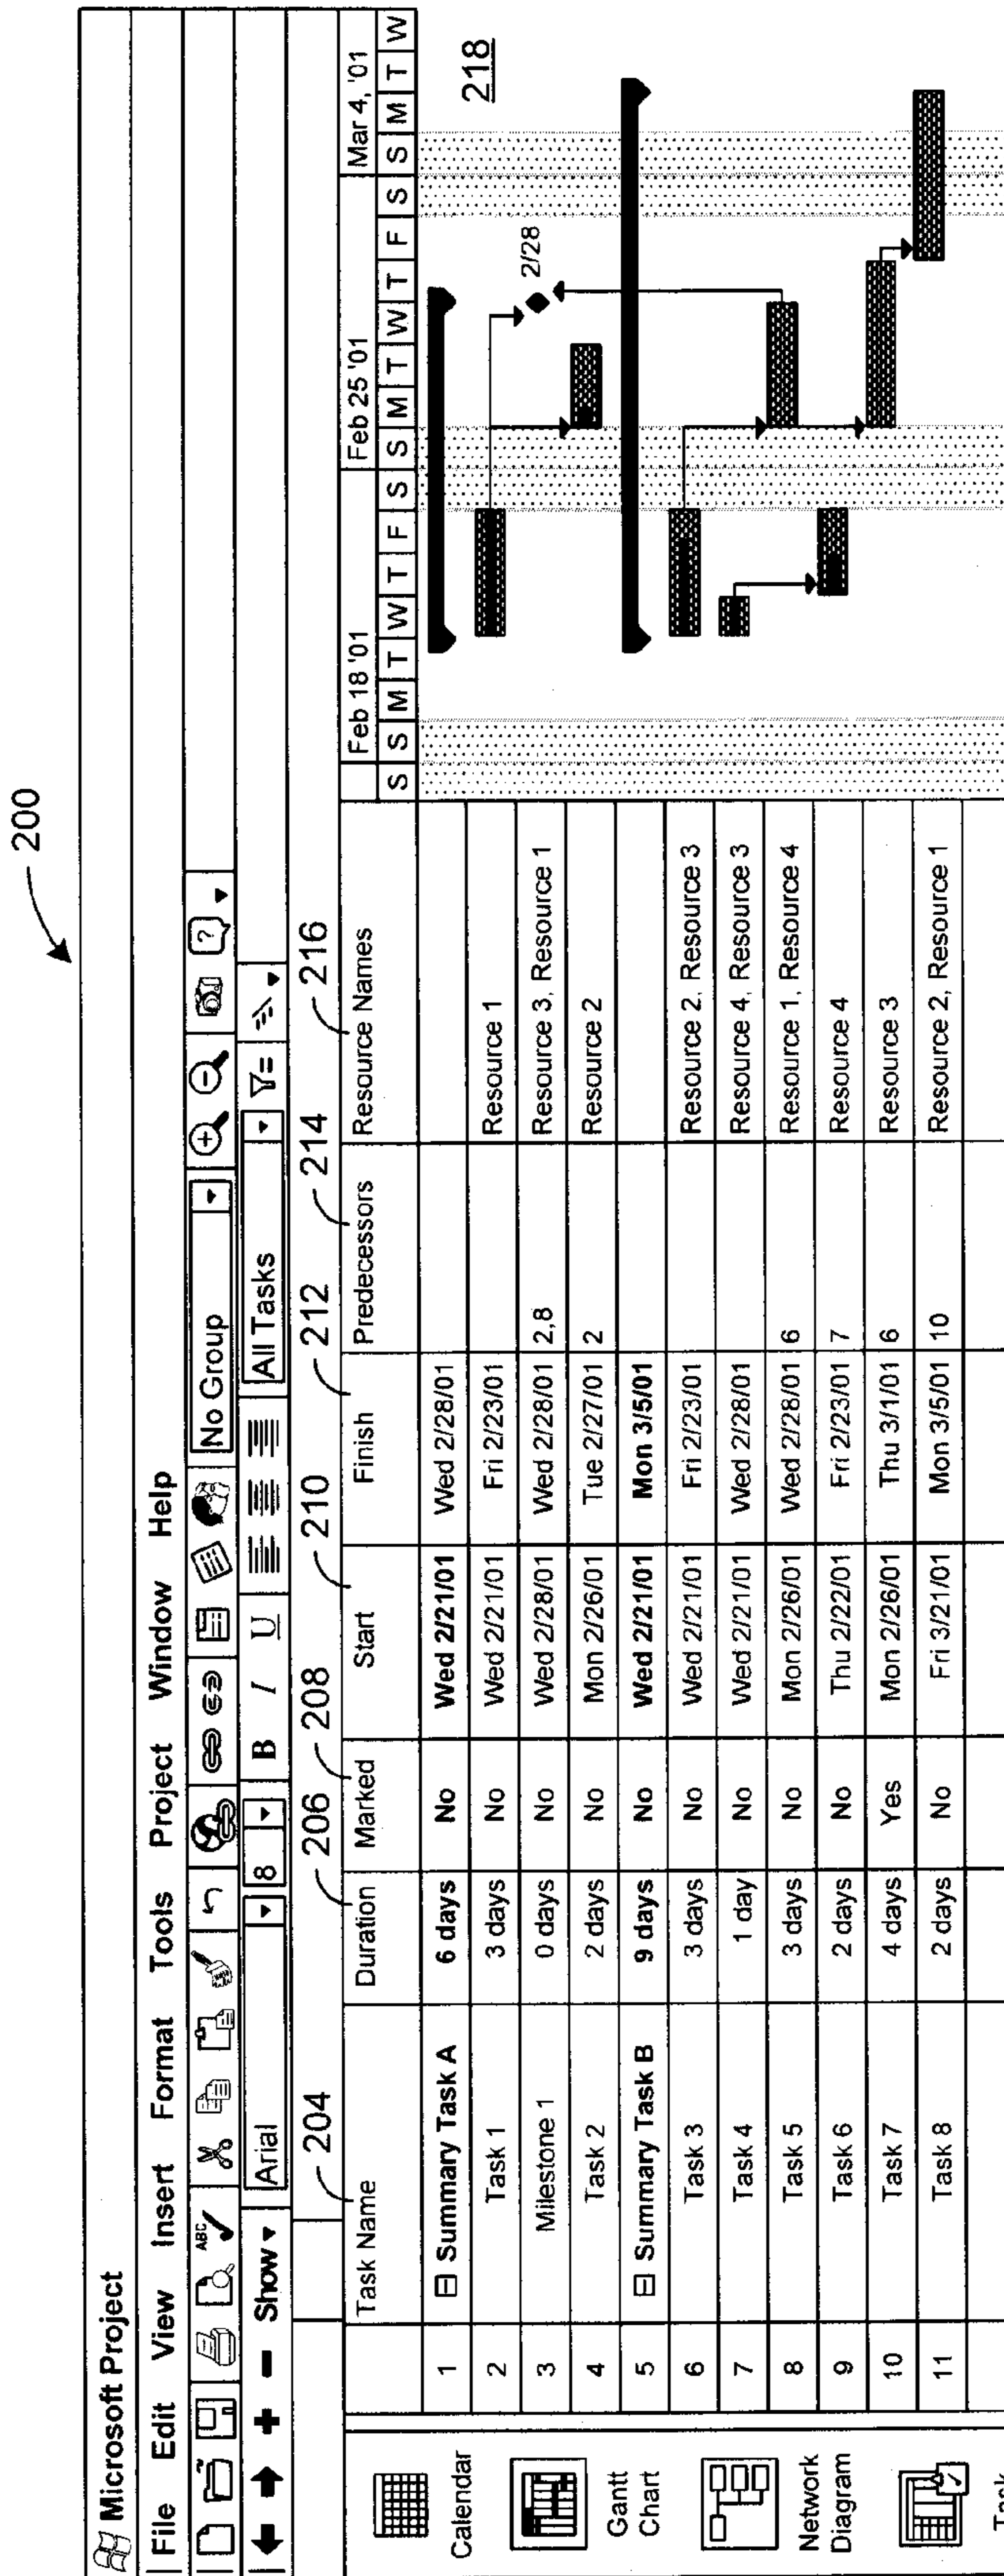 200
Microsoft Project
File Edit View Insert Format Tools Project Window Help
ABC No Group ?
Show Arial 8 B I U All Tasks
204 206 208 210 212 214 216
Task Name Duration Marked Start Finish Predecessors Resource Names Feb 18 '01 Feb 25 '01 Mar 4, '01
S S M T W T F S S M T W T F S S M T W
1 Summary Task A 6 days No Wed 2/21/01 Wed 2/28/01
2 Task 1 3 days No Wed 2/21/01 Fri 2/23/01 Resource 1
3 Milestone 1 0 days No Wed 2/28/01 Wed 2/28/01 2,8 Resource 3, Resource 1 2/28
4 Task 2 2 days No Mon 2/26/01 Tue 2/27/01 2 Resource 2
5 Summary Task B 9 days No Wed 2/21/01 Mon 3/5/01
6 Task 3 3 days No Wed 2/21/01 Fri 2/23/01 Resource 2, Resource 3
7 Task 4 1 day No Wed 2/21/01 Wed 2/28/01 Resource 4, Resource 3
8 Task 5 3 days No Mon 2/26/01 Wed 2/28/01 6 Resource 1, Resource 4
9 Task 6 2 days No Thu 2/22/01 Fri 2/23/01 7 Resource 4
10 Task 7 4 days Yes Mon 2/26/01 Thu 3/1/01 6 Resource 3
11 Task 8 2 days No Fri 3/21/01 Mon 3/5/01 10 Resource 2, Resource 1
218
Calendar
Gantt
Chart
Network
Diagram
Task